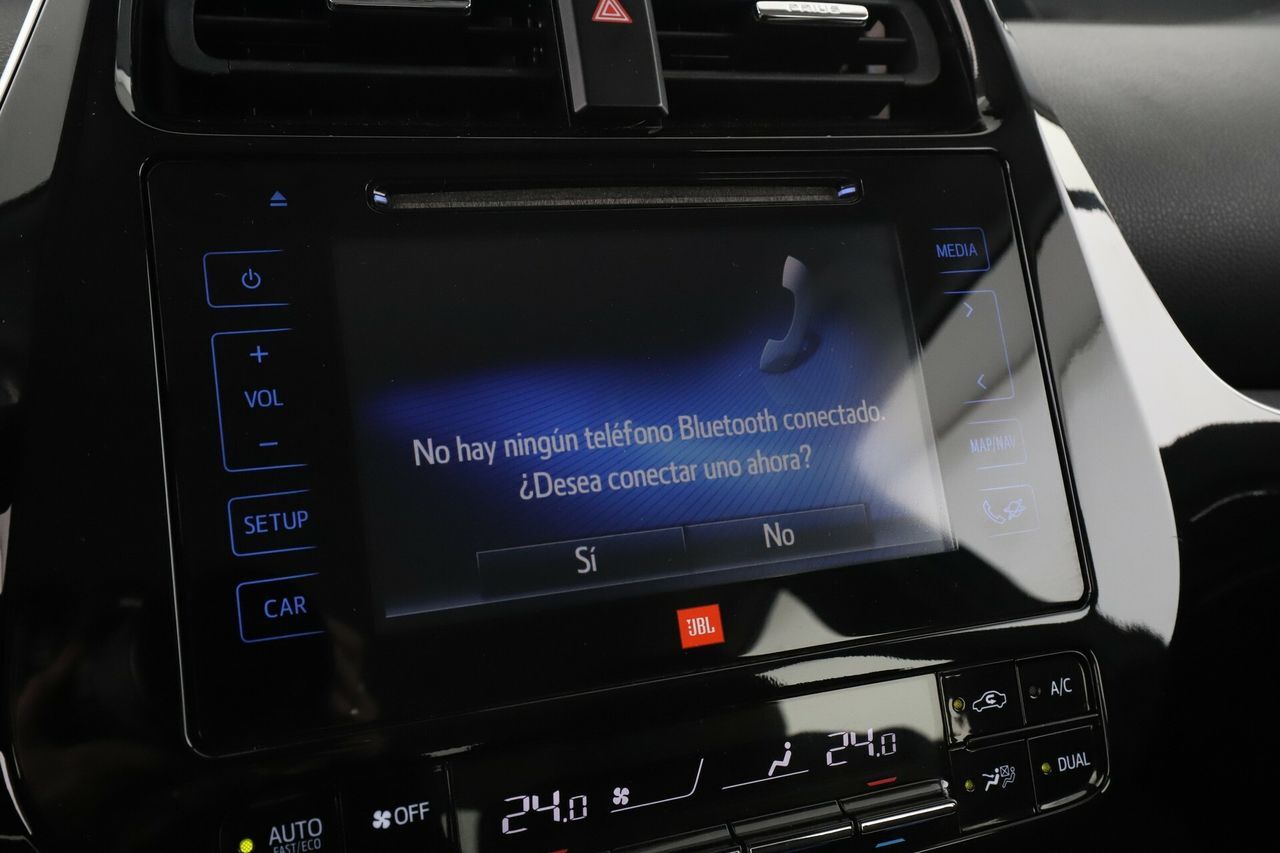 PRIUS
MEDIA
VOL
SETUP
CAR
MAP/NAV
No hay ningún teléfono Bluetooth conectado.
¿Desea conectar uno ahora?
Sí
No
JBL
A/C
DUAL
24.0
24.0
OFF
AUTO
FAST/ECO